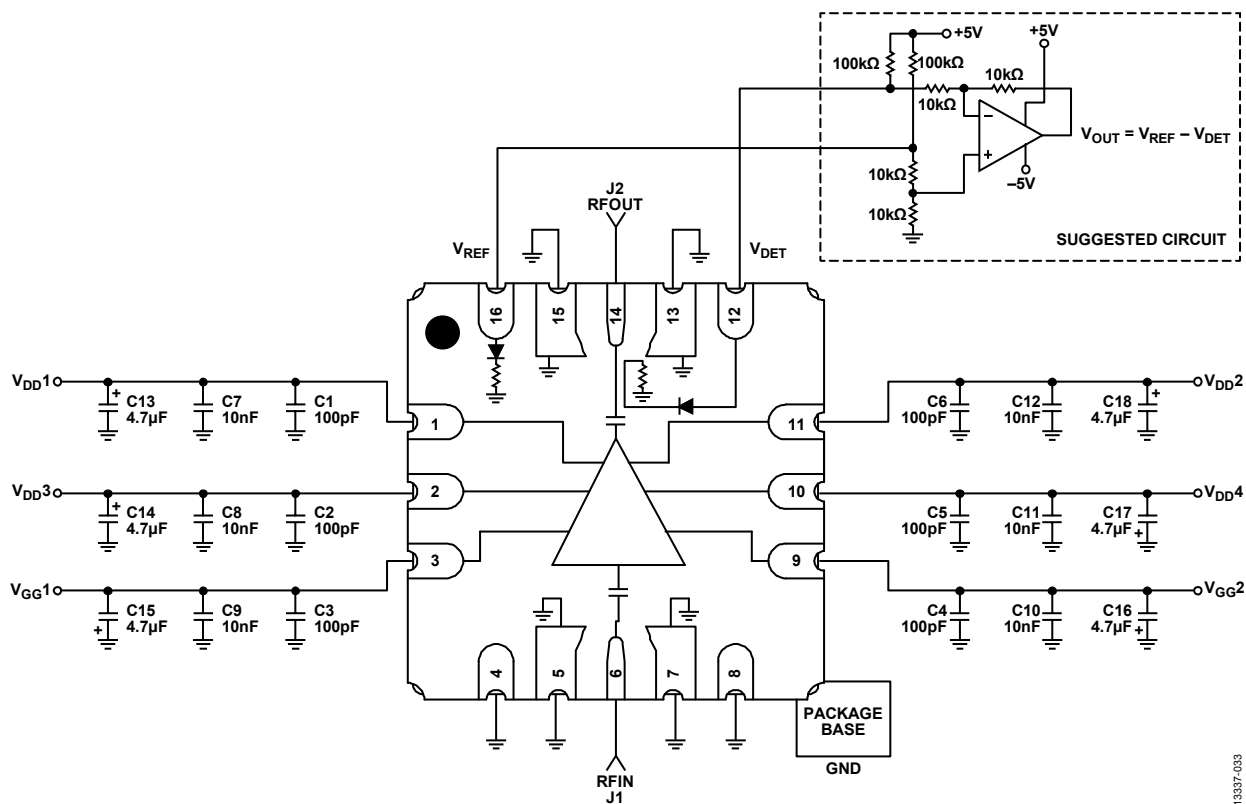 +5V
+5V
100kΩ
100kΩ
10kΩ
10kΩ
−
+
VOUT = VREF − VDET
−5V
10kΩ
10kΩ
SUGGESTED CIRCUIT
J2
RFOUT
VREF
VDET
16
15
14
13
12
VDD1
+
C13
4.7µF
C7
10nF
C1
100pF
1
11
C6
100pF
C12
10nF
+
C18
4.7µF
VDD2
VDD3
+
C14
4.7µF
C8
10nF
C2
100pF
2
10
C5
100pF
C11
10nF
C17
4.7µF
+
VDD4
VGG1
C15
4.7µF
+
C9
10nF
C3
100pF
3
9
C4
100pF
C10
10nF
C16
4.7µF
+
VGG2
4
5
6
7
8
PACKAGE
BASE
GND
RFIN
J1
13337-033